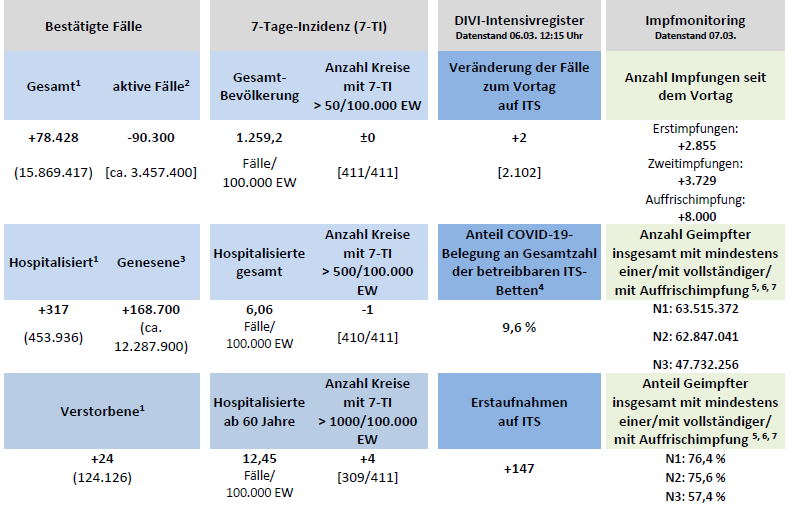 Bestätigte Fälle
7-Tage-Inzidenz (7-TI)
DIVI-Intensivregister
Datenstand 06.03. 12:15 Uhr
Impfmonitoring
Datenstand 07.03.
Gesamt¹
aktive Fälle²
Gesamt-
Bevölkerung
Anzahl Kreise
mit 7-TI
> 50/100.000 EW
Veränderung der Fälle
zum Vortag
auf ITS
Anzahl Impfungen seit
dem Vortag
+78.428
(15.869.417)
-90.300
[ca. 3.457.400]
1.259,2
Fälle/
100.000 EW
±0
[411/411]
+2
[2.102]
Erstimpfungen:
+2.855
Zweitimpfungen:
+3.729
Auffrischimpfung:
+8.000
Hospitalisiert¹
Genesene³
Hospitalisierte
gesamt
Anzahl Kreise
mit 7-TI
> 500/100.000
EW
Anteil COVID-19-
Belegung an Gesamtzahl
der betreibbaren ITS-
Betten⁴
Anzahl Geimpfter
insgesamt mit mindestens
einer/mit vollständiger/
mit Auffrischimpfung ⁵, ⁶, ⁷
+317
(453.936)
+168.700
(ca.
12.287.900)
6,06
Fälle/
100.000 EW
-1
[410/411]
9,6 %
N1: 63.515.372
N2: 62.847.041
N3: 47.732.256
Verstorbene¹
Hospitalisierte
ab 60 Jahre
Anzahl Kreise
mit 7-TI
> 1000/100.000
EW
Erstaufnahmen
auf ITS
Anteil Geimpfter
insgesamt mit mindestens
einer/mit vollständiger/
mit Auffrischimpfung ⁵, ⁶, ⁷
+24
(124.126)
12,45
Fälle/
100.000 EW
+4
[309/411]
+147
N1: 76,4 %
N2: 75,6 %
N3: 57,4 %